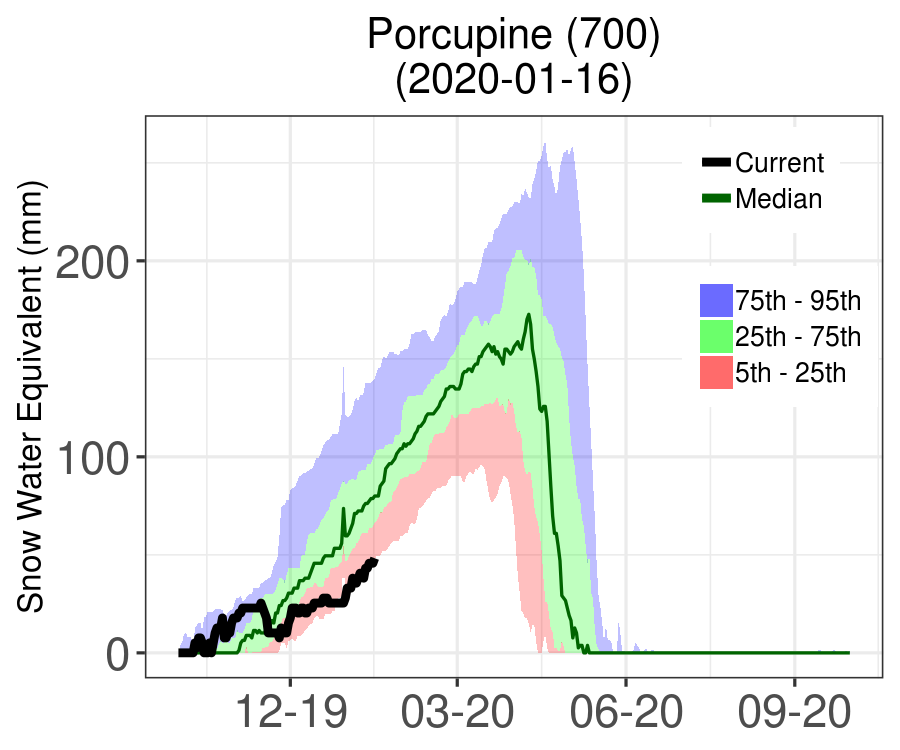 Porcupine (700)
(2020-01-16)
Snow Water Equivalent (mm)
200
100
0
12-19
03-20
06-20
09-20
Current
Median
75th - 95th
25th - 75th
5th - 25th